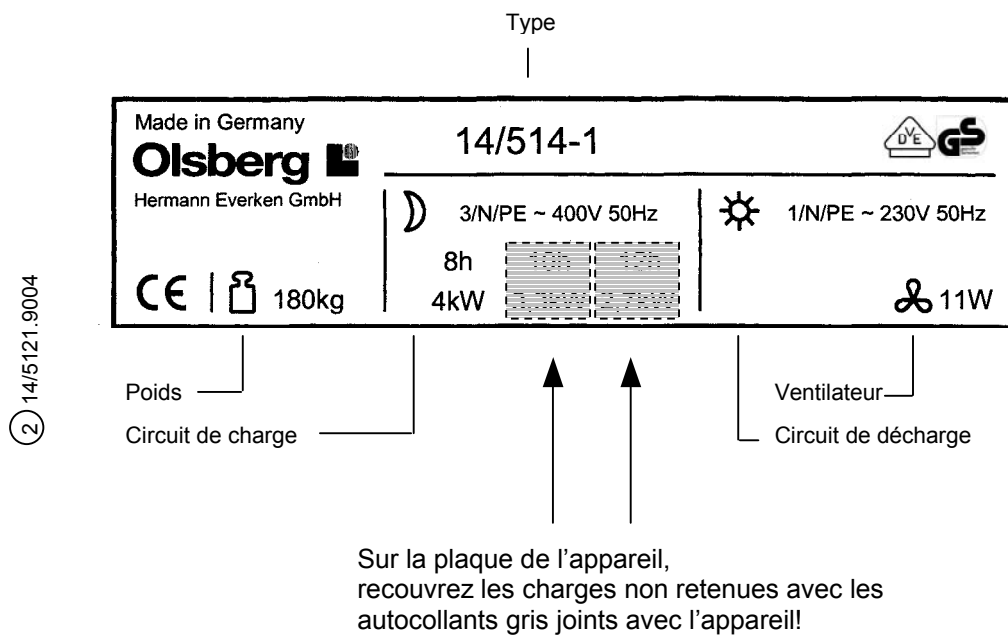 Type
Made in Germany
Olsberg
Hermann Everken GmbH
14/514-1
DVE
GS
3/N/PE ~ 400V 50Hz
8h
4kW
1/N/PE ~ 230V 50Hz
CE
180kg
11W
2 14/5121.9004
Poids
Circuit de charge
Ventilateur
Circuit de décharge
Sur la plaque de l'appareil,
recouvrez les charges non retenues avec les
autocollants gris joints avec l'appareil!